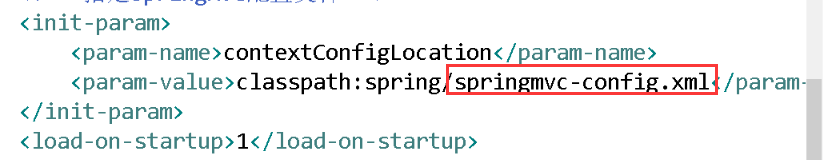 <init-param>
<param-name>contextConfigLocation</param-name>
<param-value>classpath:spring/springmvc-config.xml</param-
</init-param>
<load-on-startup>1</load-on-startup>